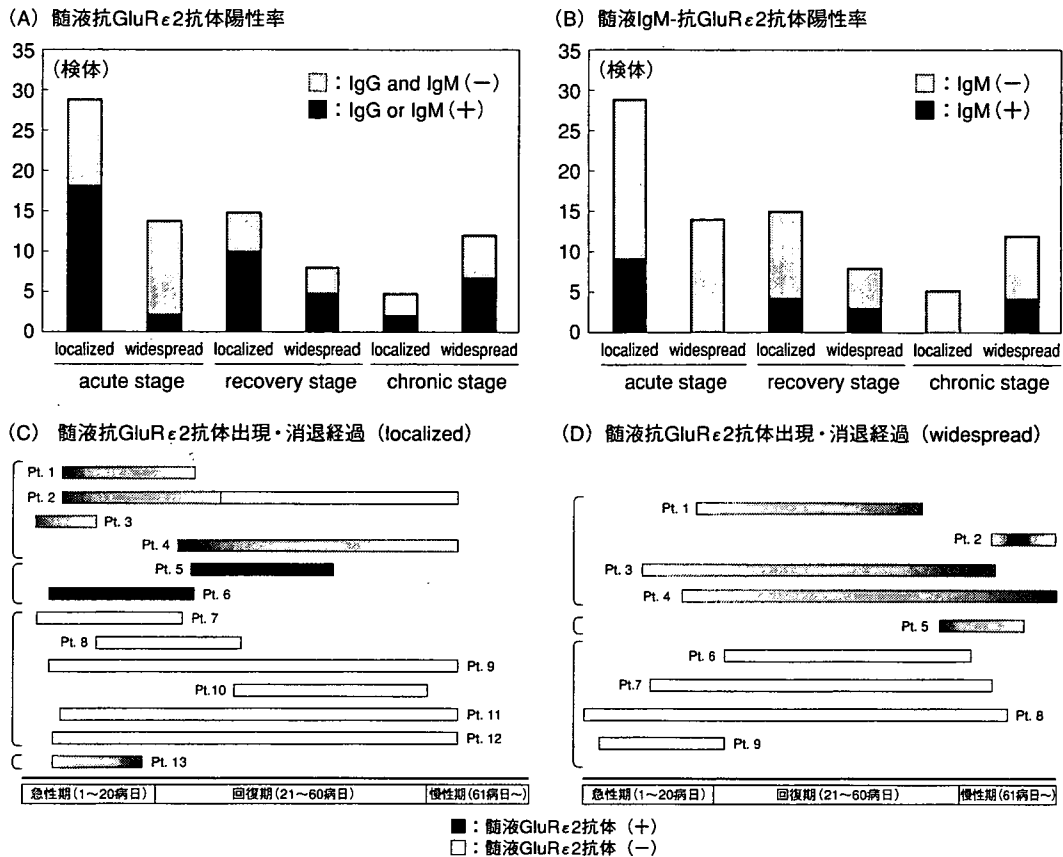 (A) 髄液抗GluRε2抗体陽性率
35
30
25
20
15
10
5
0
(検体)
：IgG and IgM(−)
：IgG or IgM(＋)
localized widespread localized widespread localized widespread
acute stage recovery stage chronic stage
(B) 髄液IgM-抗GluRε2抗体陽性率
35
30
25
20
15
10
5
0
(検体)
：IgM(−)
：IgM(＋)
localized widespread localized widespread localized widespread
acute stage recovery stage chronic stage
(C) 髄液抗GluRε2抗体出現・消退経過（localized）
Pt. 1
Pt. 2
Pt. 3
Pt. 4
Pt. 5
Pt. 6
Pt. 7
Pt. 8
Pt. 9
Pt.10
Pt. 11
Pt. 12
Pt. 13
急性期(1〜20病日) 回復期(21〜60病日) 慢性期(61病日〜)
(D) 髄液抗GluRε2抗体出現・消退経過（widespread）
Pt. 1
Pt. 2
Pt. 3
Pt. 4
Pt. 5
Pt. 6
Pt.7
Pt. 8
Pt. 9
急性期(1〜20病日) 回復期(21〜60病日) 慢性期(61病日〜)
：髄液GluRε2抗体（＋）
：髄液GluRε2抗体（−）